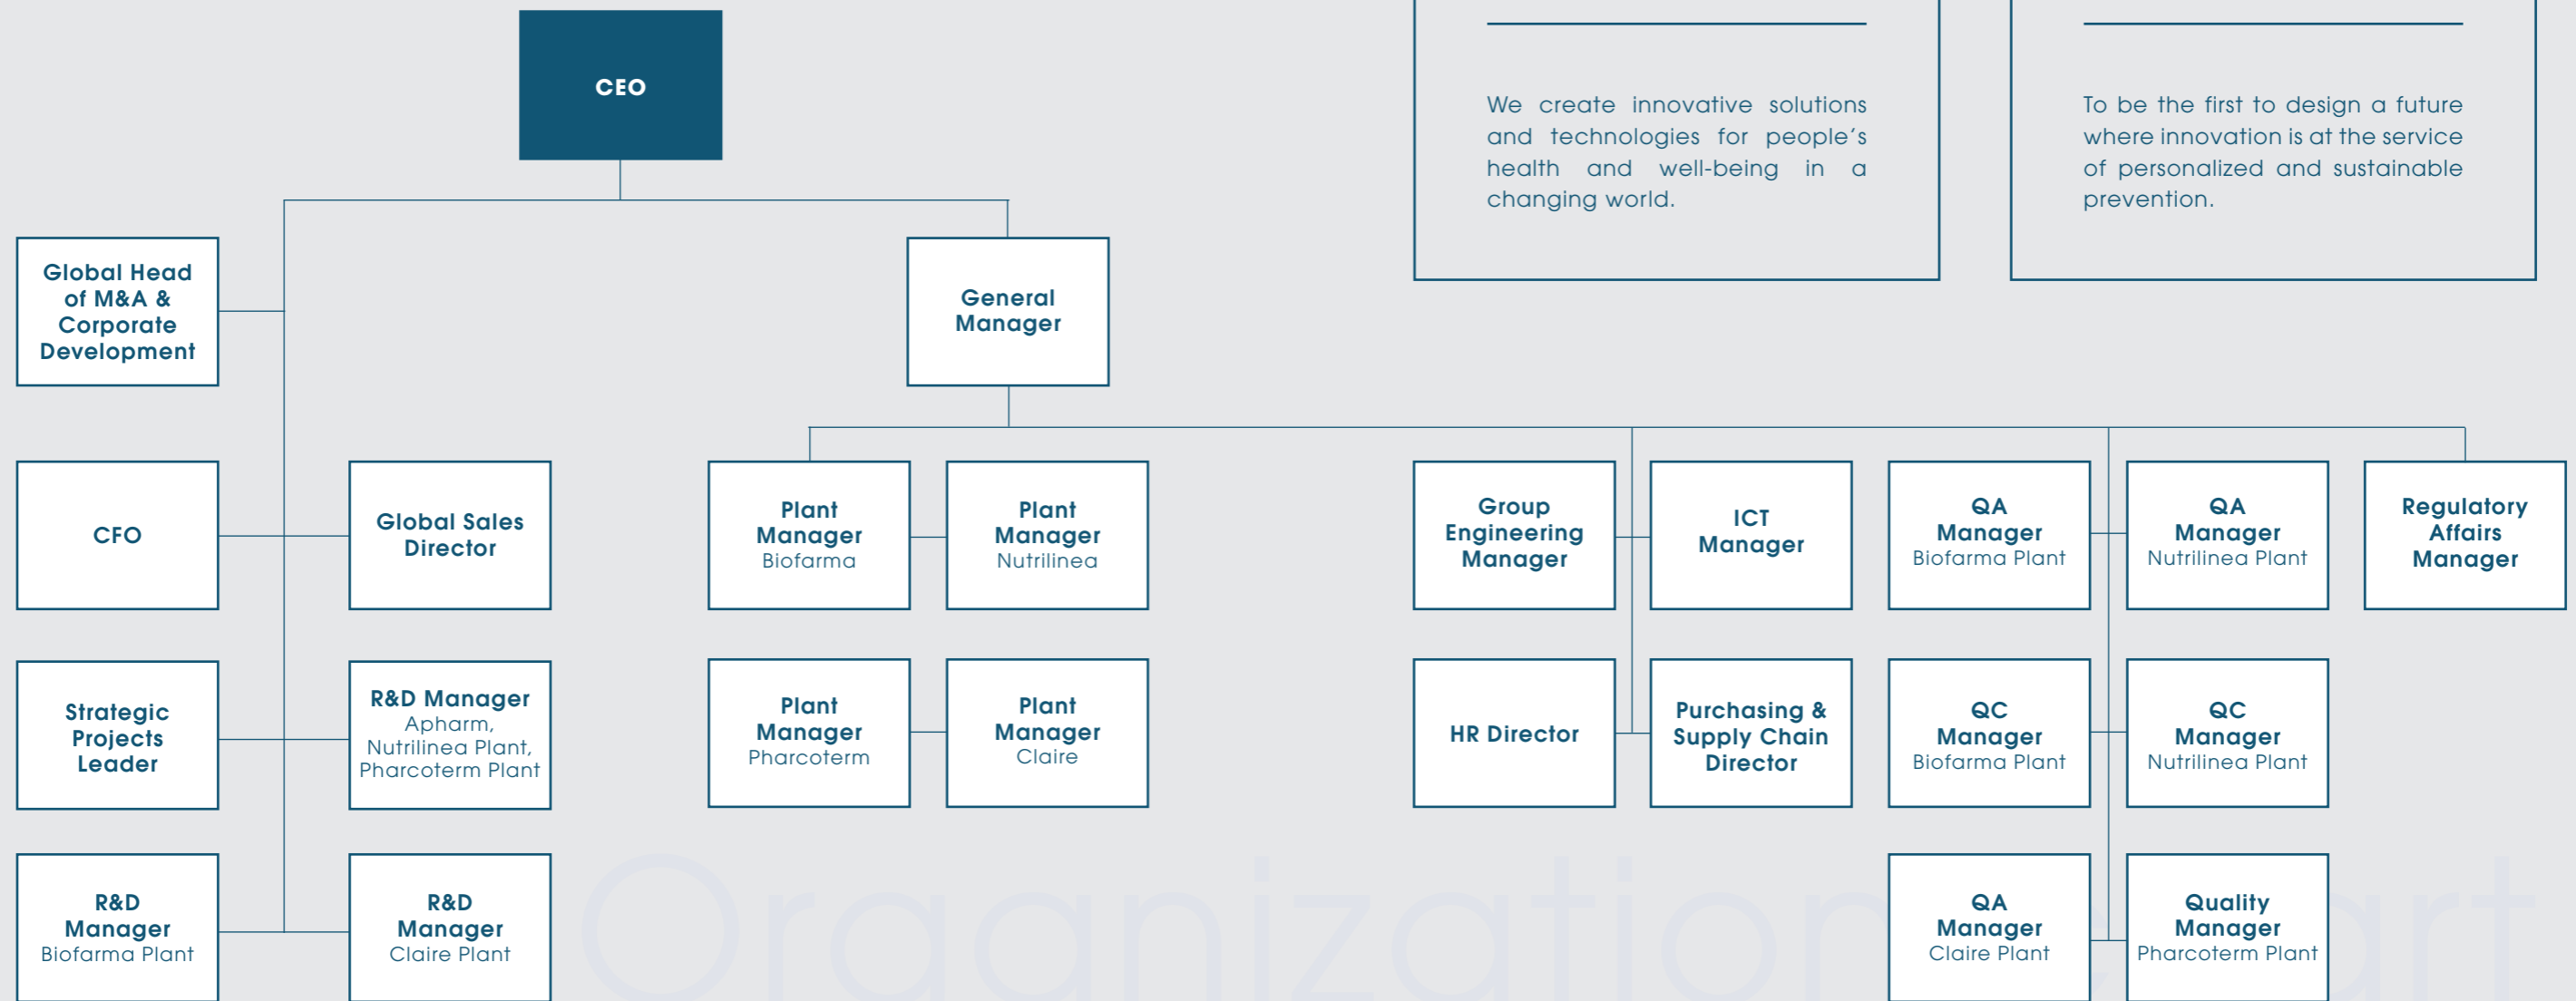 CEO
We create innovative solutions
and technologies for people's
health and well-being in a
changing world.
To be the first to design a future
where innovation is at the service
of personalized and sustainable
prevention.
Global Head
of M&A &
Corporate
Development
General
Manager
CFO
Global Sales
Director
Plant
Manager
Biofarma
Plant
Manager
Nutrilinea
Group
Engineering
Manager
ICT
Manager
QA
Manager
Biofarma Plant
QA
Manager
Nutrilinea Plant
Regulatory
Affairs
Manager
Strategic
Projects
Leader
R&D Manager
Apharm,
Nutrilinea Plant,
Pharcoterm Plant
Plant
Manager
Pharcoterm
Plant
Manager
Claire
HR Director
Purchasing &
Supply Chain
Director
QC
Manager
Biofarma Plant
QC
Manager
Nutrilinea Plant
R&D
Manager
Biofarma Plant
R&D
Manager
Claire Plant
QA
Manager
Claire Plant
Quality
Manager
Pharcoterm Plant